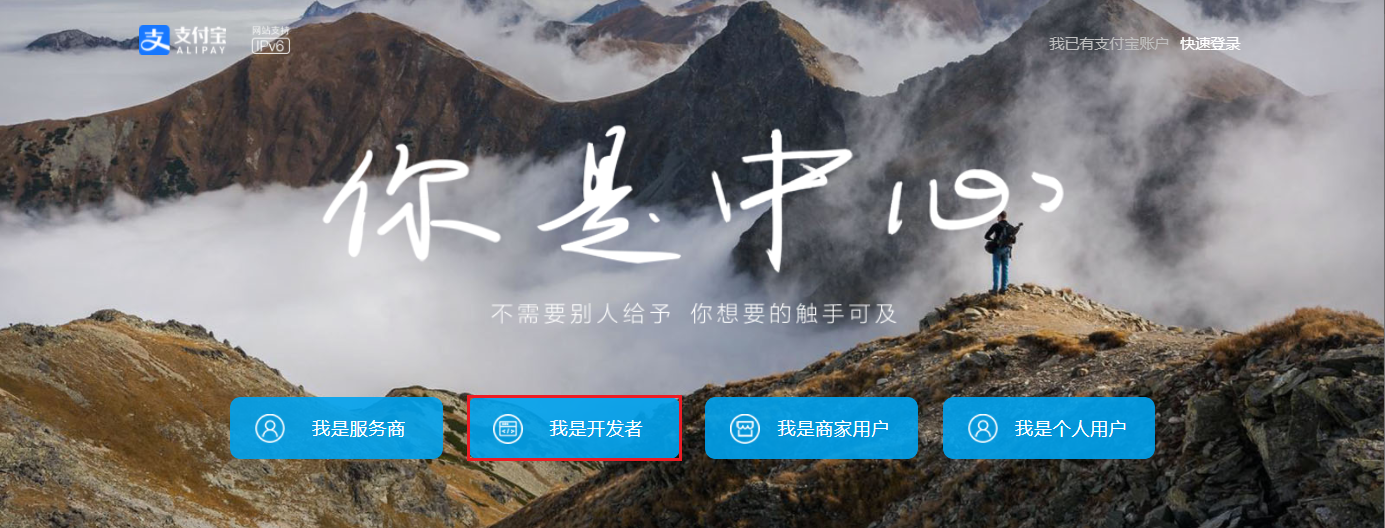 支付宝
ALIPAY
网站支持
IPv6
我已有支付宝账户 快速登录
你是中心
不需要别人给予 你想要的触手可及
我是服务商
我是开发者
我是商家用户
我是个人用户